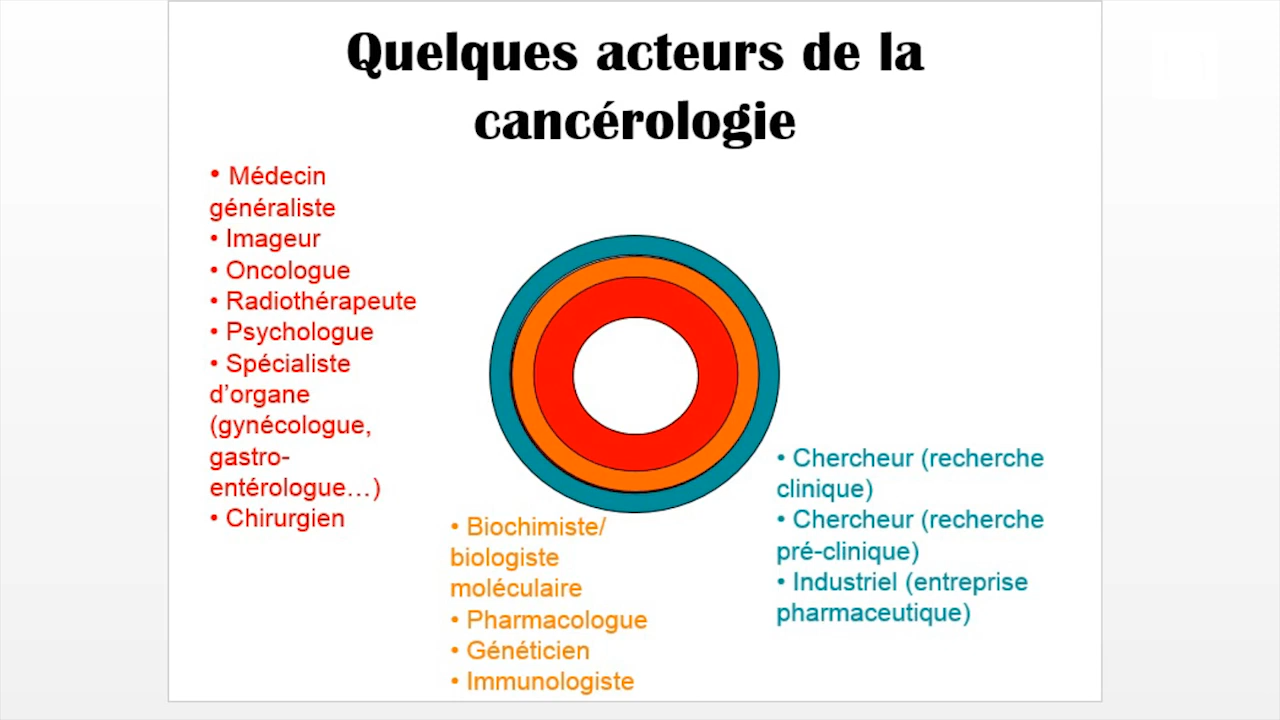 Quelques acteurs de la
cancérologie
• Médecin
généraliste
• Imageur
• Oncologue
• Radiothérapeute
• Psychologue
• Spécialiste
d’organe
(gynécologue,
gastro-
entérologue…)
• Chirurgien
• Biochimiste/
biologiste
moléculaire
• Pharmacologue
• Généticien
• Immunologiste
• Chercheur (recherche
clinique)
• Chercheur (recherche
pré-clinique)
• Industriel (entreprise
pharmaceutique)